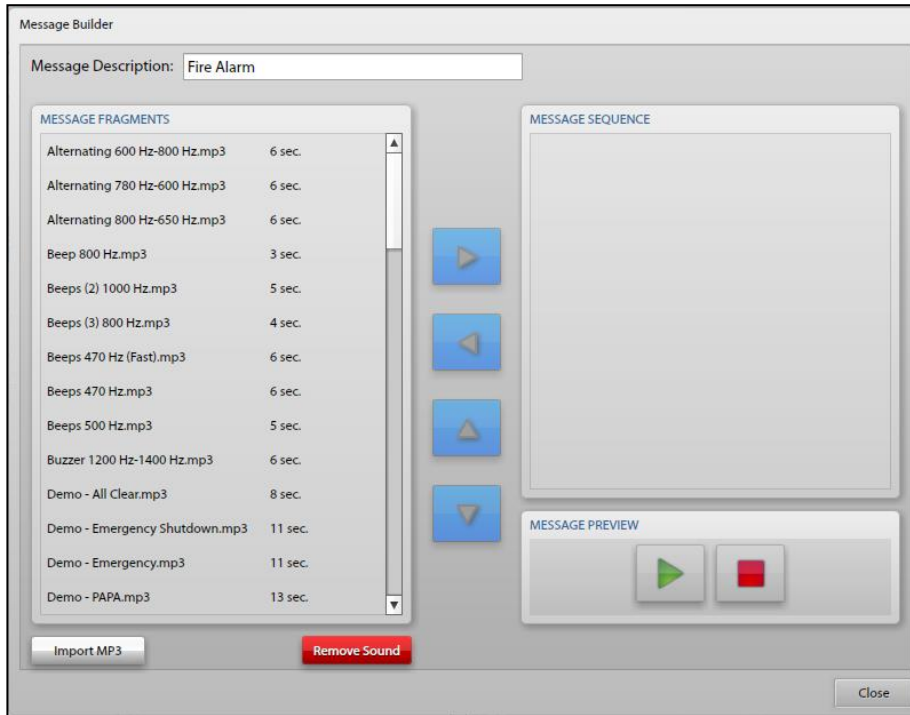 Message Builder
Message Description: Fire Alarm
MESSAGE FRAGMENTS
Alternating 600 Hz-800 Hz.mp3 6 sec.
Alternating 780 Hz-600 Hz.mp3 6 sec.
Alternating 800 Hz-650 Hz.mp3 6 sec.
Beep 800 Hz.mp3 3 sec.
Beeps (2) 1000 Hz.mp3 5 sec.
Beeps (3) 800 Hz.mp3 4 sec.
Beeps 470 Hz (Fast).mp3 6 sec.
Beeps 470 Hz.mp3 6 sec.
Beeps 500 Hz.mp3 5 sec.
Buzzer 1200 Hz-1400 Hz.mp3 6 sec.
Demo - All Clear.mp3 8 sec.
Demo - Emergency Shutdown.mp3 11 sec.
Demo - Emergency.mp3 11 sec.
Demo - PAPA.mp3 13 sec.
Import MP3
Remove Sound
MESSAGE SEQUENCE
MESSAGE PREVIEW
Close